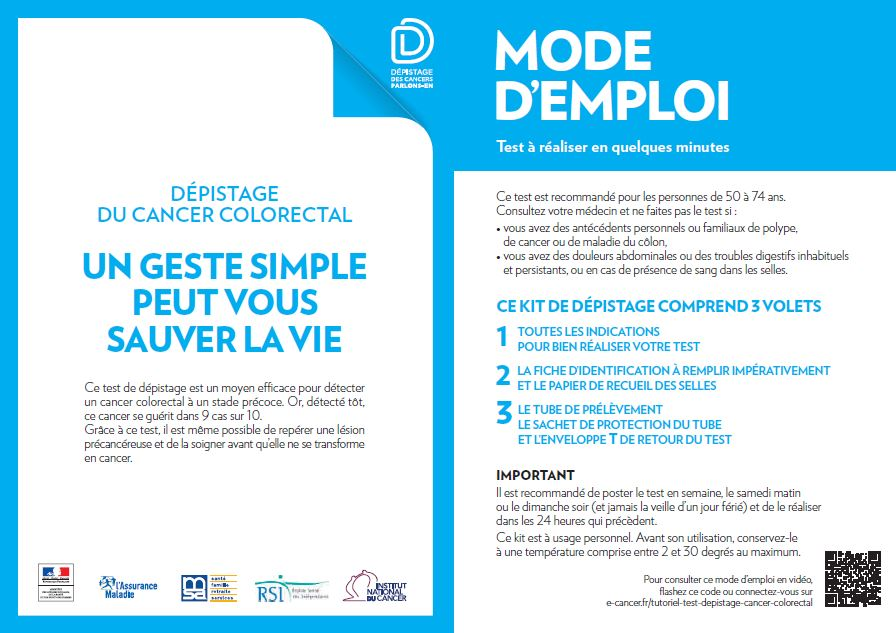 DÉPISTAGE
DES CANCERS
PARLONS-EN
DÉPISTAGE
DU CANCER COLORECTAL
UN GESTE SIMPLE
PEUT VOUS
SAUVER LA VIE
Ce test de dépistage est un moyen efficace pour détecter
un cancer colorectal à un stade précoce. Or, détecté tôt,
ce cancer se guérit dans 9 cas sur 10.
Grâce à ce test, il est même possible de repérer une lésion
précancéreuse et de la soigner avant qu'elle ne se transforme
en cancer.
l'Assurance
Maladie
msa
santé
famille
retraite
services
RSI
INSTITUT
NATIONAL
DU CANCER
MODE
D'EMPLOI
Test à réaliser en quelques minutes
Ce test est recommandé pour les personnes de 50 à 74 ans.
Consultez votre médecin et ne faites pas le test si :
• vous avez des antécédents personnels ou familiaux de polype,
de cancer ou de maladie du côlon,
• vous avez des douleurs abdominales ou des troubles digestifs inhabituels
et persistants, ou en cas de présence de sang dans les selles.
CE KIT DE DÉPISTAGE COMPREND 3 VOLETS
1 TOUTES LES INDICATIONS
POUR BIEN RÉALISER VOTRE TEST
2 LA FICHE D'IDENTIFICATION À REMPLIR IMPÉRATIVEMENT
ET LE PAPIER DE RECUEIL DES SELLES
3 LE TUBE DE PRÉLÈVEMENT
LE SACHET DE PROTECTION DU TUBE
ET L'ENVELOPPE T DE RETOUR DU TEST
IMPORTANT
Il est recommandé de poster le test en semaine, le samedi matin
ou le dimanche soir (et jamais la veille d'un jour férié) et de le réaliser
dans les 24 heures qui précèdent.
Ce kit est à usage personnel. Avant son utilisation, conservez-le
à une température comprise entre 2 et 30 degrés au maximum.
Pour consulter ce mode d'emploi en vidéo,
flashez ce code ou connectez-vous sur
e-cancer.fr/tutoriel-test-depistage-cancer-colorectal